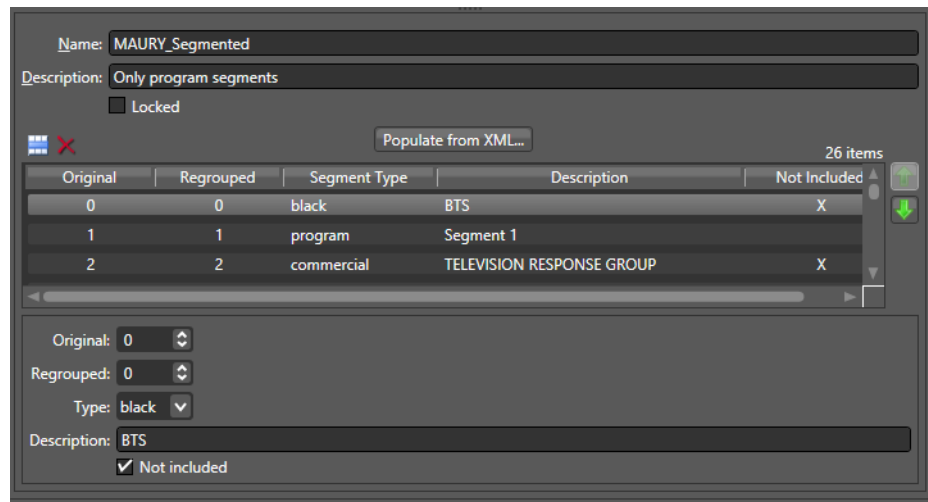 Name: MAURY_Segmented
Description: Only program segments
Locked
Populate from XML...
26 items
Original Regrouped Segment Type Description Not Included
0 0 black BTS X
1 1 program Segment 1
2 2 commercial TELEVISION RESPONSE GROUP X
Original: 0
Regrouped: 0
Type: black
Description: BTS
Not included